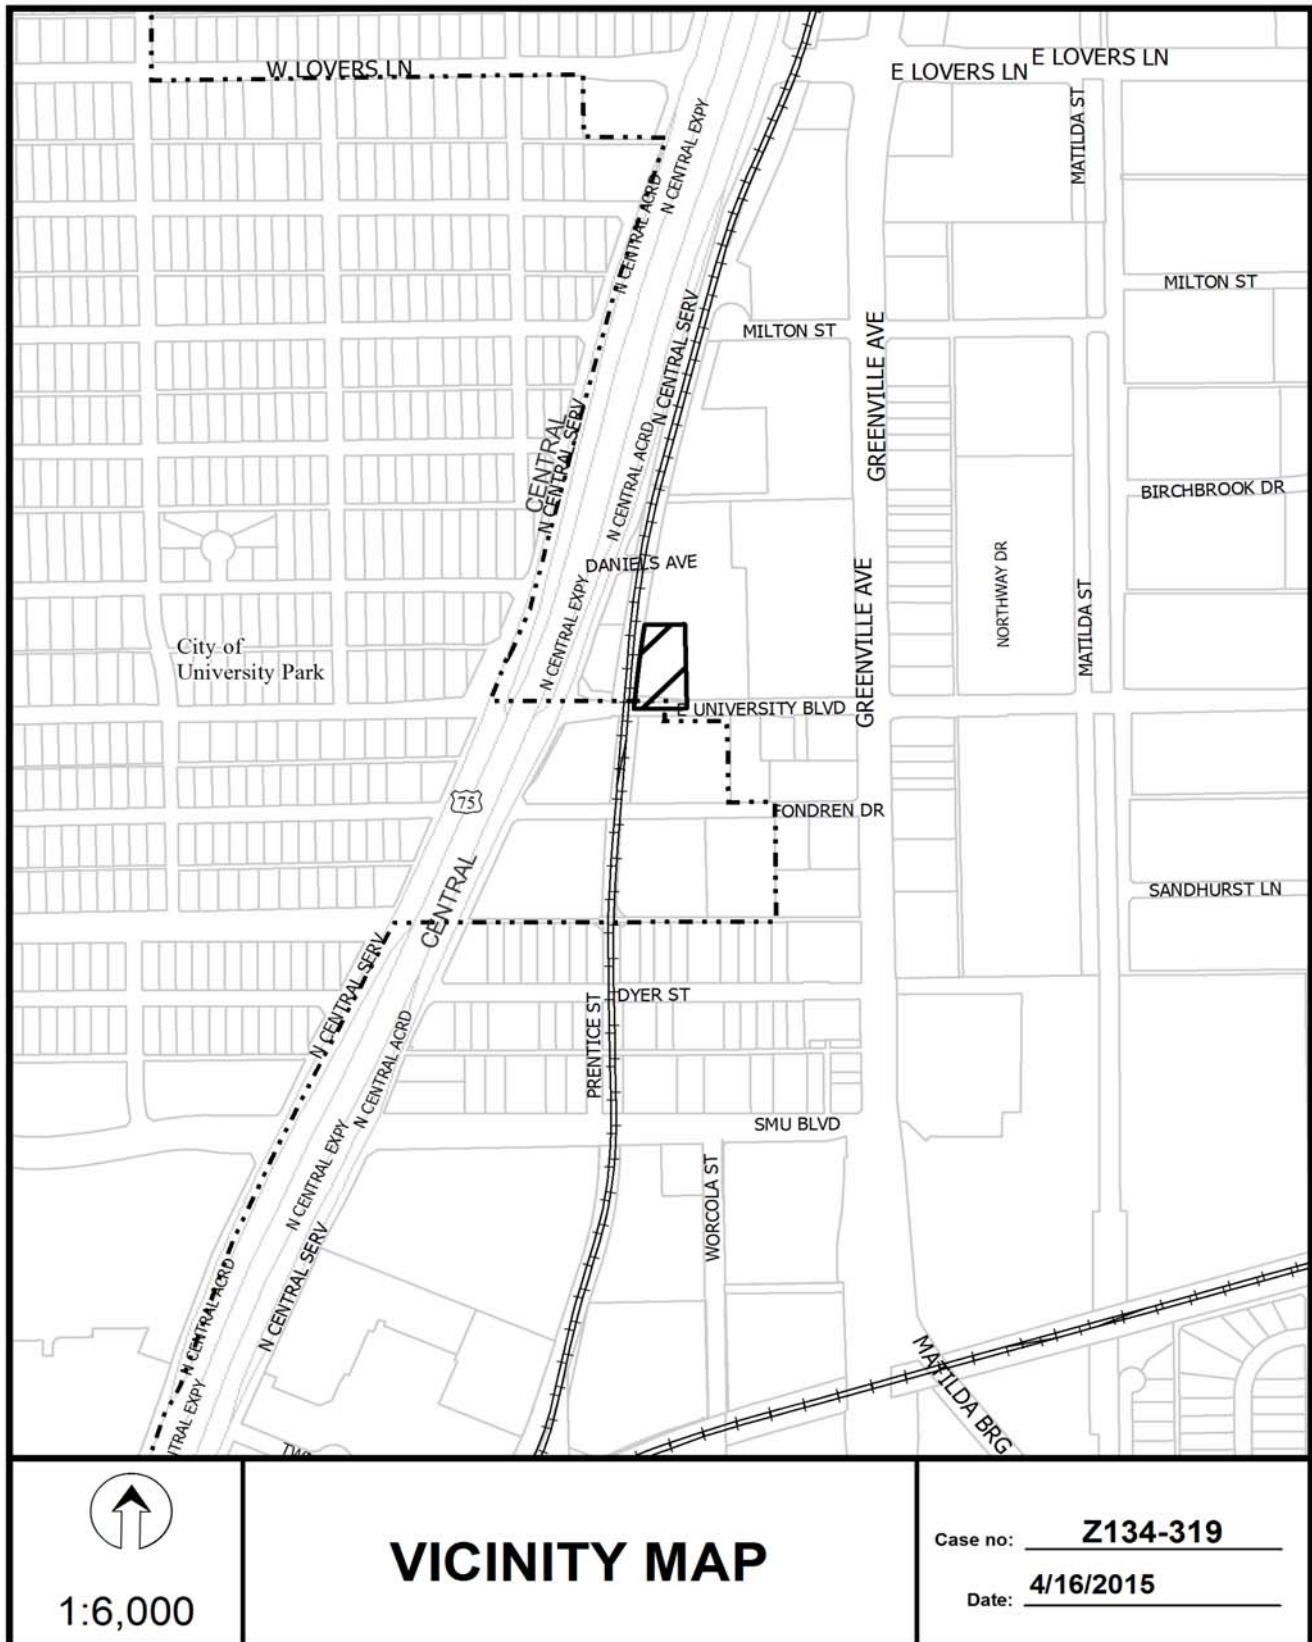 W LOVERS LN
E LOVERS LN
E LOVERS LN
MATILDA ST
N CENTRAL EXPY
N CENTRAL ACRD
MILTON ST
MILTON ST
N CENTRAL SERV
GREENVILLE AVE
CENTRAL
N CENTRAL SERV
N CENTRAL ACRD
BIRCHBROOK DR
DANIELS AVE
NORTHWAY DR
GREENVILLE AVE
MATILDA ST
N CENTRAL EXPY
City of
University Park
E UNIVERSITY BLVD
75
FONDREN DR
CENTRAL
SANDHURST LN
N CENTRAL SERV
DYER ST
PRENTICE ST
N CENTRAL ACRD
SMU BLVD
N CENTRAL EXPY
WORCOLA ST
N CENTRAL SERV
N CENTRAL ACRD
MATILDA BRG
NTRAL EXPY
VICINITY MAP
1:6,000
Case no: Z134-319
Date: 4/16/2015